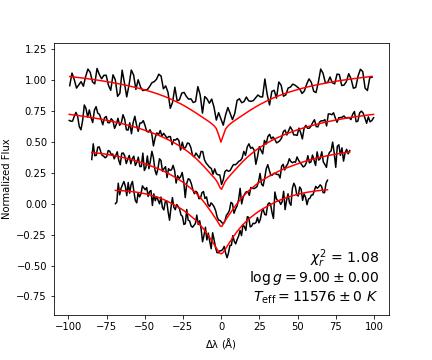 Normalized Flux
1.25
1.00
0.75
0.50
0.25
0.00
−0.25
−0.50
−0.75
χ²ᵣ = 1.08
log g = 9.00 ± 0.00
T_eff = 11576 ± 0 K
−100 −75 −50 −25 0 25 50 75 100
Δλ (Å)